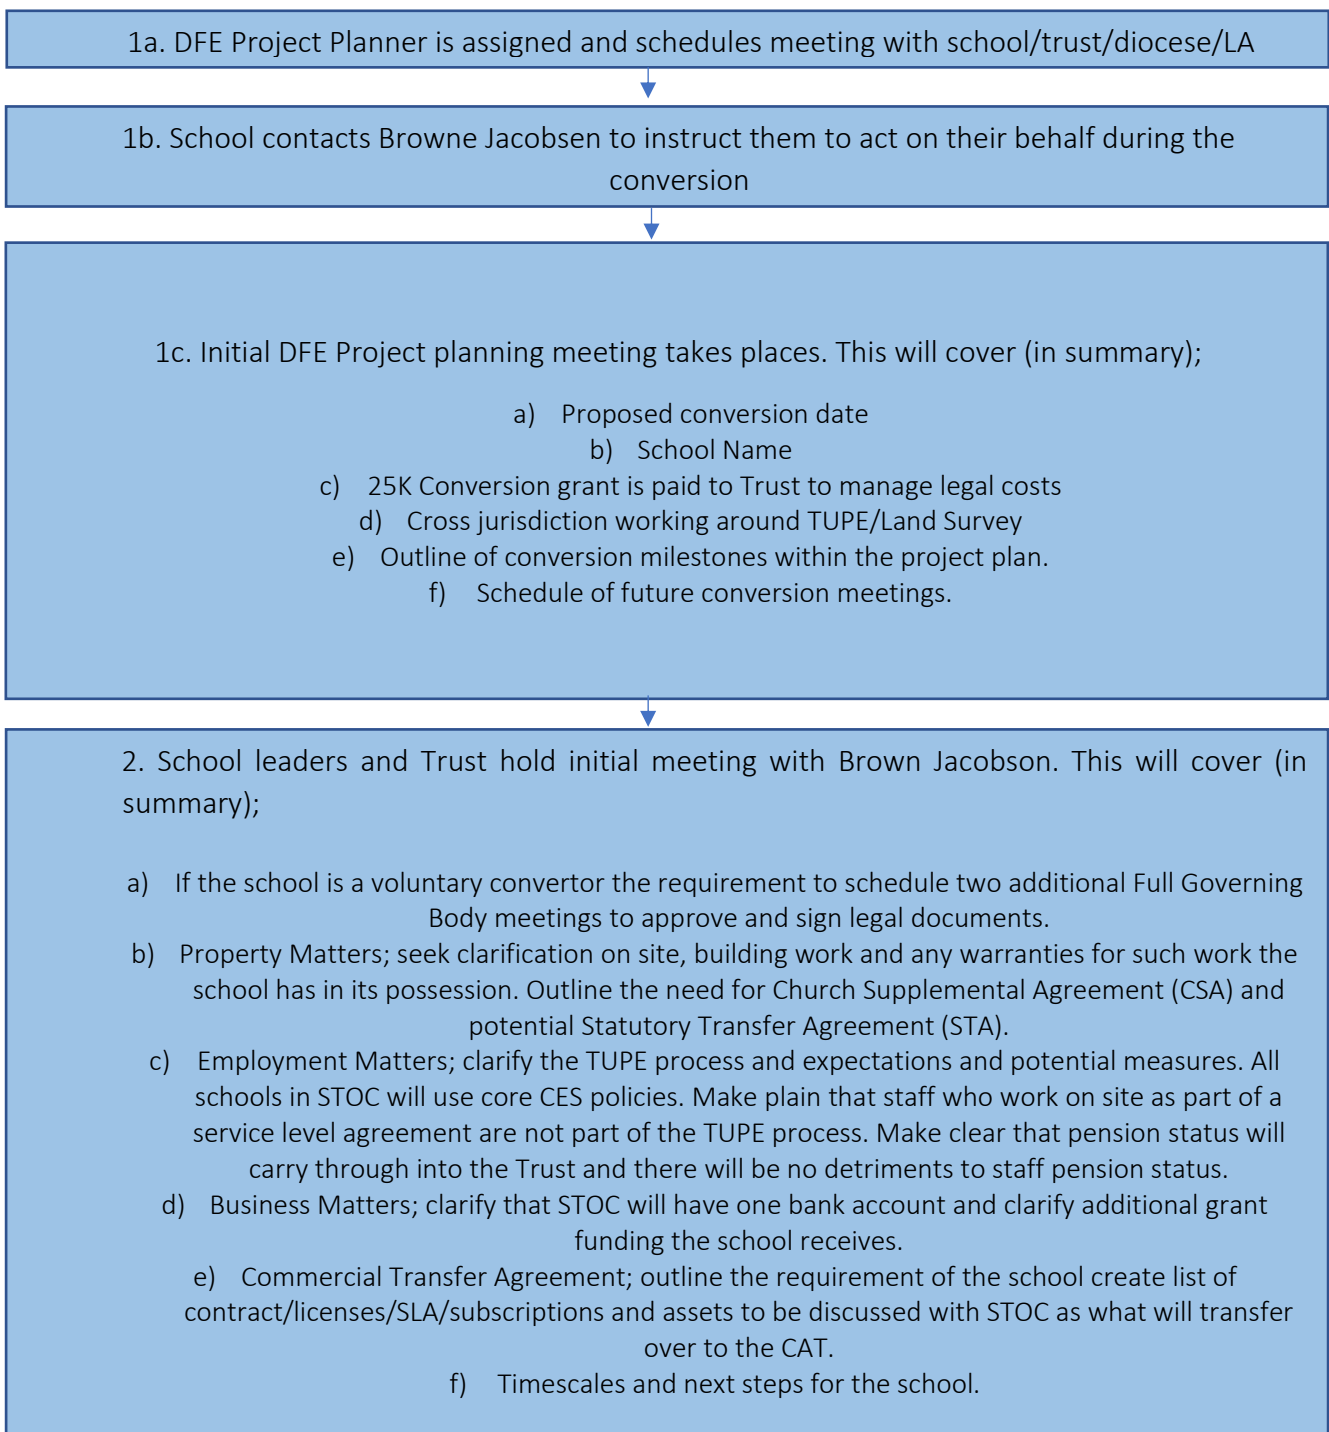 1a. DFE Project Planner is assigned and schedules meeting with school/trust/diocese/LA
1b. School contacts Browne Jacobsen to instruct them to act on their behalf during the
conversion
1c. Initial DFE Project planning meeting takes places. This will cover (in summary);
a) Proposed conversion date
b) School Name
c) 25K Conversion grant is paid to Trust to manage legal costs
d) Cross jurisdiction working around TUPE/Land Survey
e) Outline of conversion milestones within the project plan.
f) Schedule of future conversion meetings.
2. School leaders and Trust hold initial meeting with Brown Jacobson. This will cover (in
summary);
a) If the school is a voluntary convertor the requirement to schedule two additional Full Governing
Body meetings to approve and sign legal documents.
b) Property Matters; seek clarification on site, building work and any warranties for such work the
school has in its possession. Outline the need for Church Supplemental Agreement (CSA) and
potential Statutory Transfer Agreement (STA).
c) Employment Matters; clarify the TUPE process and expectations and potential measures. All
schools in STOC will use core CES policies. Make plain that staff who work on site as part of a
service level agreement are not part of the TUPE process. Make clear that pension status will
carry through into the Trust and there will be no detriments to staff pension status.
d) Business Matters; clarify that STOC will have one bank account and clarify additional grant
funding the school receives.
e) Commercial Transfer Agreement; outline the requirement of the school create list of
contract/licenses/SLA/subscriptions and assets to be discussed with STOC as what will transfer
over to the CAT.
f) Timescales and next steps for the school.